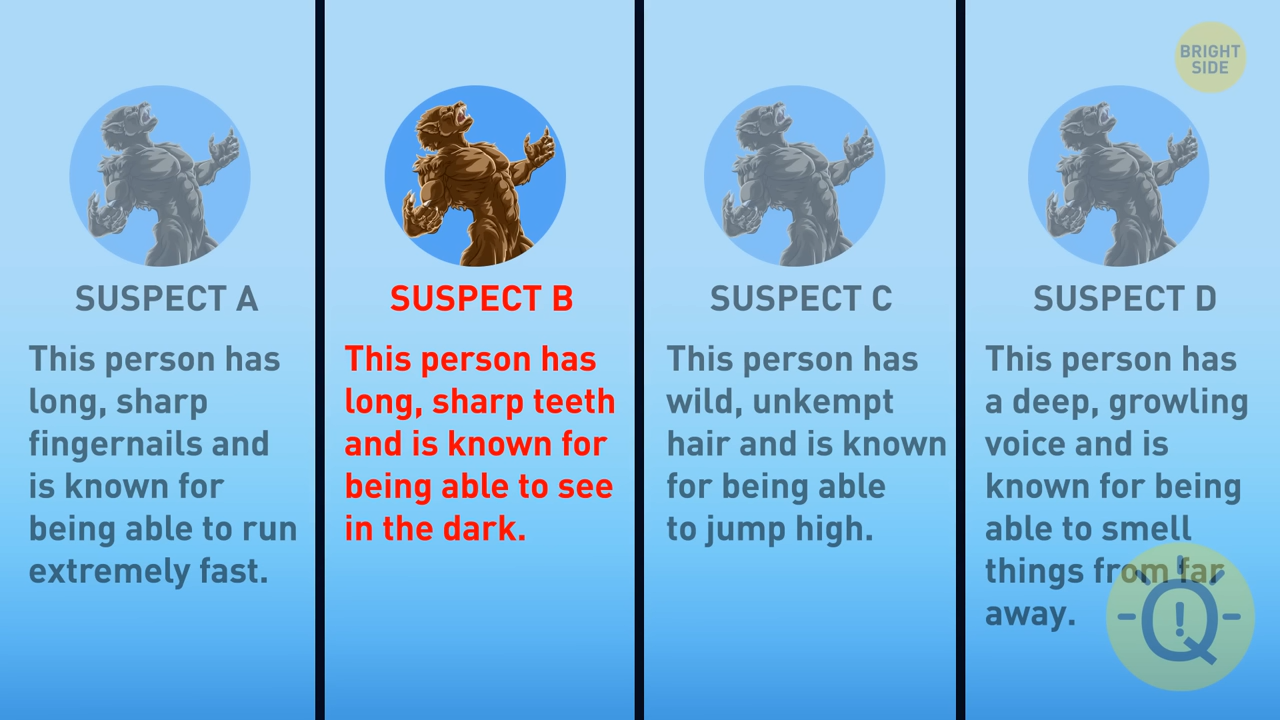 BRIGHT
SIDE
SUSPECT A
This person has
long, sharp
fingernails and
is known for
being able to run
extremely fast.
SUSPECT B
This person has
long, sharp teeth
and is known for
being able to see
in the dark.
SUSPECT C
This person has
wild, unkempt
hair and is known
for being able
to jump high.
SUSPECT D
This person has
a deep, growling
voice and is
known for being
able to smell
things from far
away.
Q!